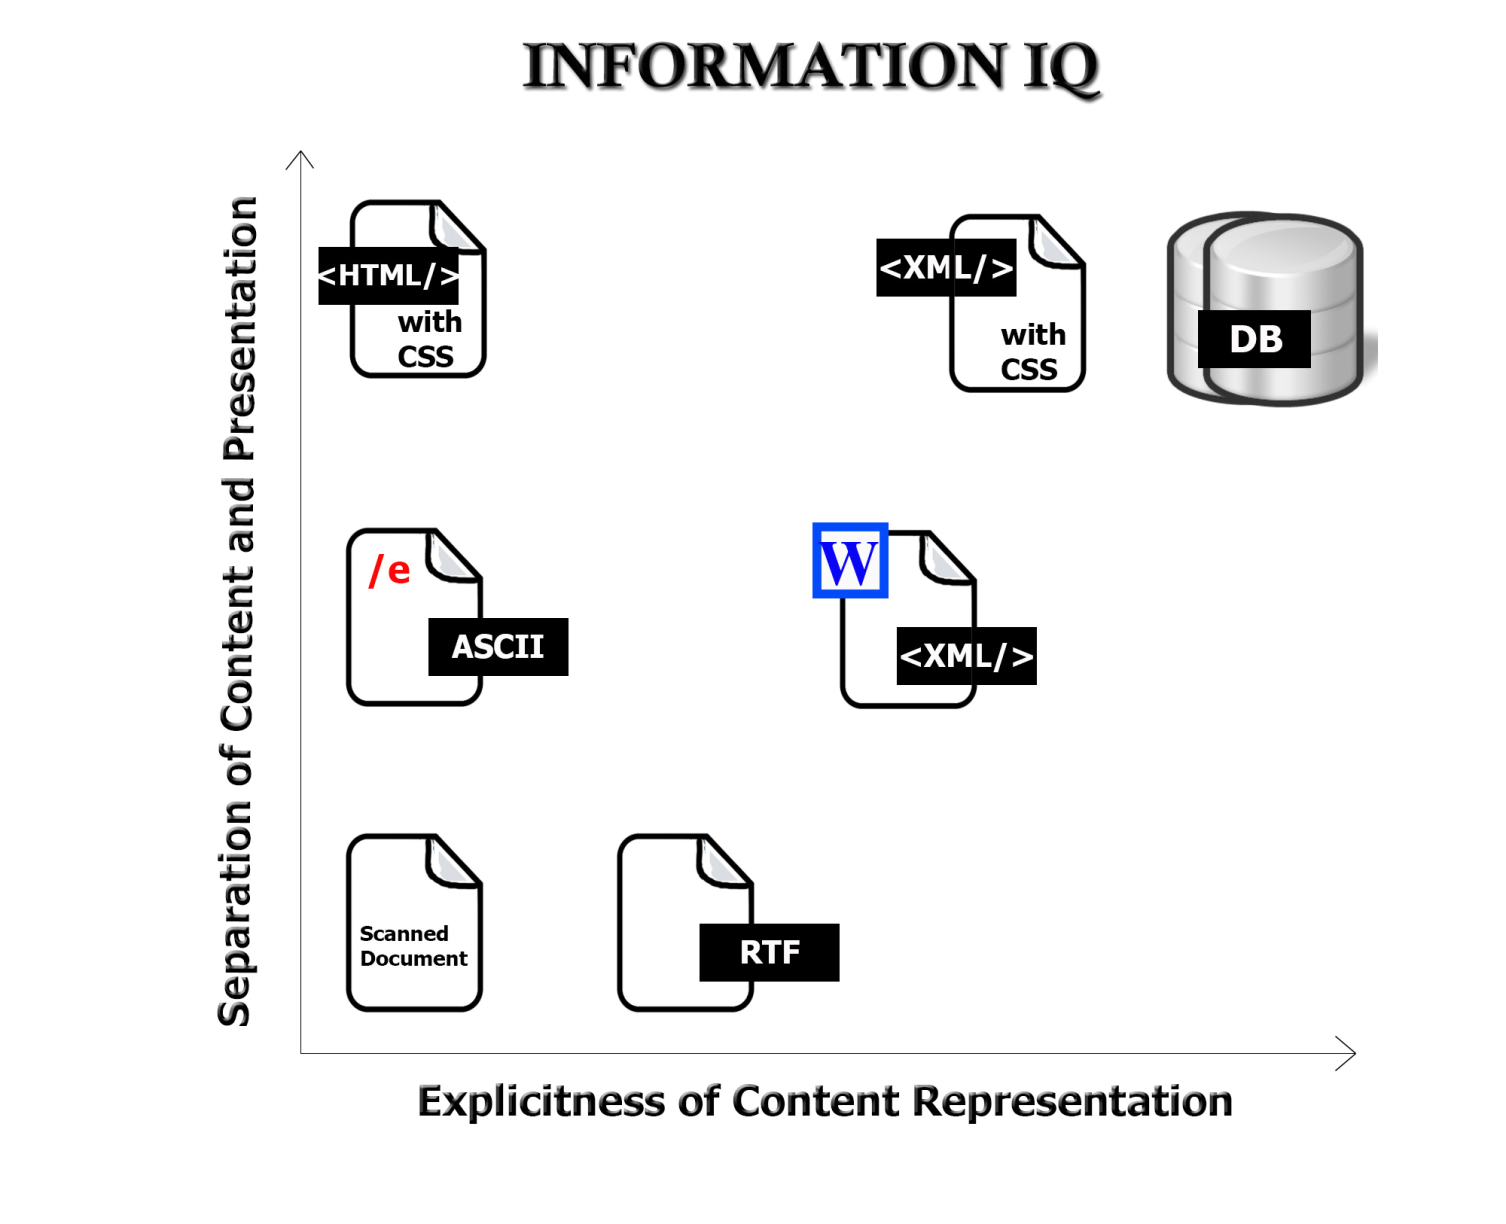 INFORMATION IQ
Separation of Content and Presentation
<HTML/>
with
CSS
<XML/>
with
CSS
DB
/e
ASCII
W
<XML/>
Scanned
Document
RTF
Explicitness of Content Representation